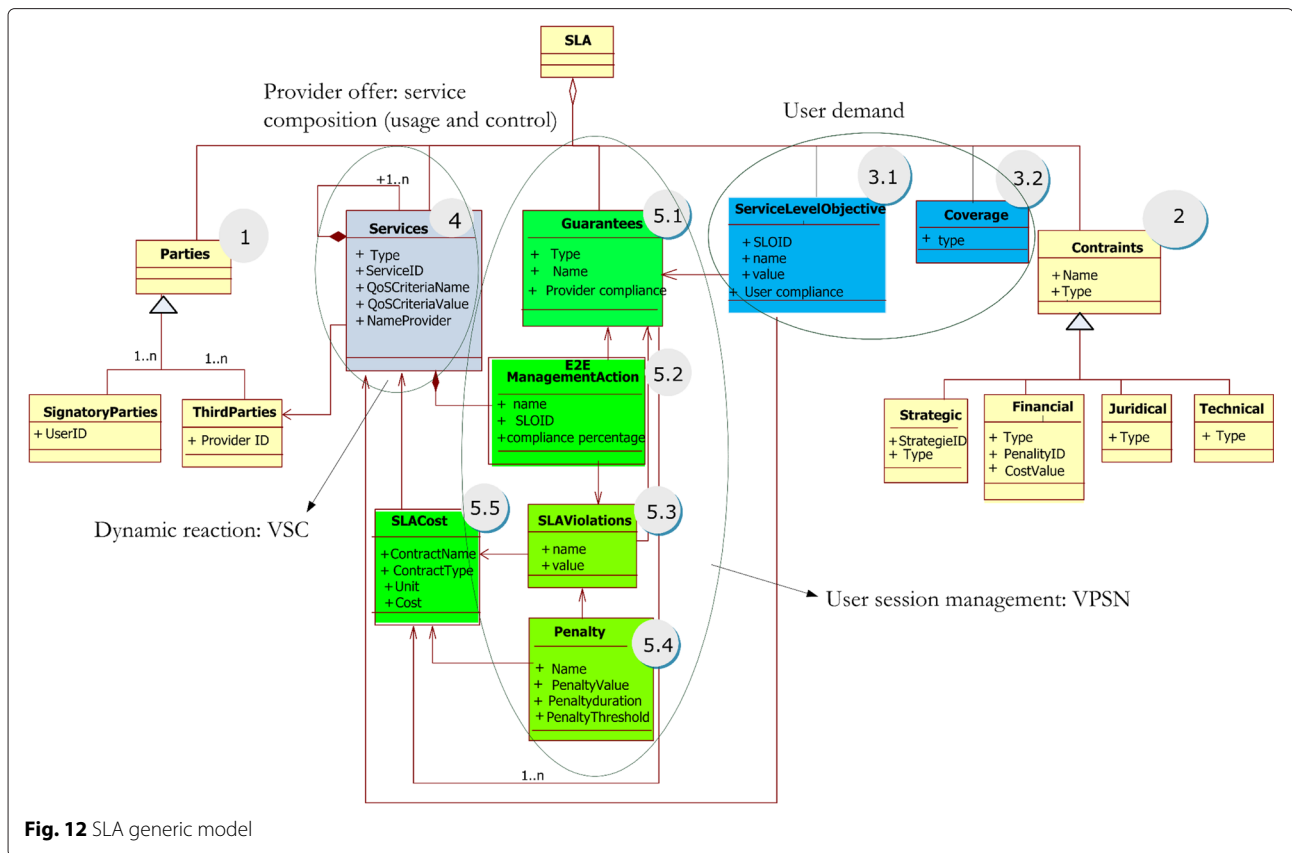 SLA
Provider offer: service
composition (usage and control)
User demand
+1..n
1
Parties
1..n
1..n
SignatoryParties
+ UserID
ThirdParties
+ Provider ID
4
Services
+ Type
+ ServiceID
+ QoSCriteriaName
+ QoSCriteriaValue
+ NameProvider
5.1
Guarantees
+ Type
+ Name
+ Provider compliance
3.1
ServiceLevelObjective
+ SLOID
+ name
+ value
+ User compliance
3.2
Coverage
+ type
2
Contraints
+ Name
+ Type
5.2
E2E
ManagementAction
+ name
+ SLOID
+ compliance percentage
Strategic
+ StrategieID
+ Type
Financial
+ Type
+ PenalityID
+ CostValue
Juridical
+ Type
Technical
+ Type
Dynamic reaction: VSC
5.5
SLACost
+ ContractName
+ ContractType
+ Unit
+ Cost
5.3
SLAViolations
+ name
+ value
User session management: VPSN
5.4
Penalty
+ Name
+ PenaltyValue
+ Penaltyduration
+ PenaltyThreshold
1..n
Fig. 12 SLA generic model